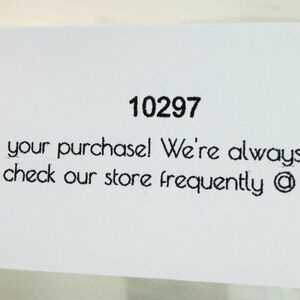 10297
your purchase! We're always
check our store frequently @